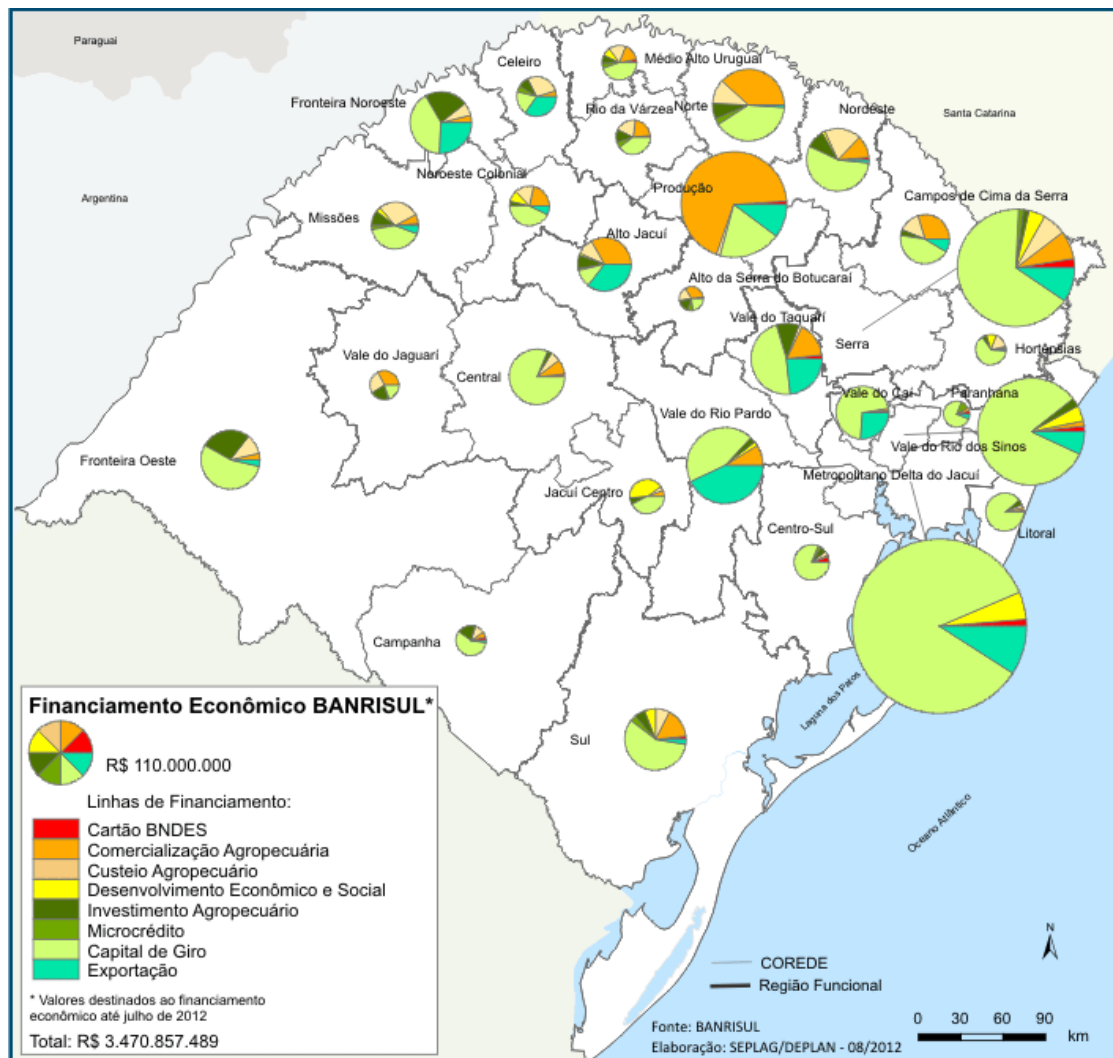 Paraguai
Celeiro
Médio Alto Uruguai
Fronteira Noroeste
Rio da Várzea
Norte
Nordeste
Santa Catarina
Argentina
Noroeste Colonial
Produção
Campos de Cima da Serra
Missões
Alto Jacuí
Alto da Serra do Botucaraí
Vale do Taquari
Serra
Hortênsias
Vale do Jaguarí
Central
Vale do Caí
Paranhana
Vale do Rio Pardo
Vale do Rio dos Sinos
Fronteira Oeste
Metropolitano Delta do Jacuí
Jacuí Centro
Centro-Sul
Litoral
Campanha
Laguna dos Patos
Sul
Oceano Atlântico
Financiamento Econômico BANRISUL*
R$ 110.000.000
Linhas de Financiamento:
Cartão BNDES
Comercialização Agropecuária
Custeio Agropecuário
Desenvolvimento Econômico e Social
Investimento Agropecuário
Microcrédito
Capital de Giro
Exportação
* Valores destinados ao financiamento
econômico até julho de 2012
Total: R$ 3.470.857.489
N
COREDE
Região Funcional
Fonte: BANRISUL
Elaboração: SEPLAG/DEPLAN - 08/2012
0 30 60 90
km